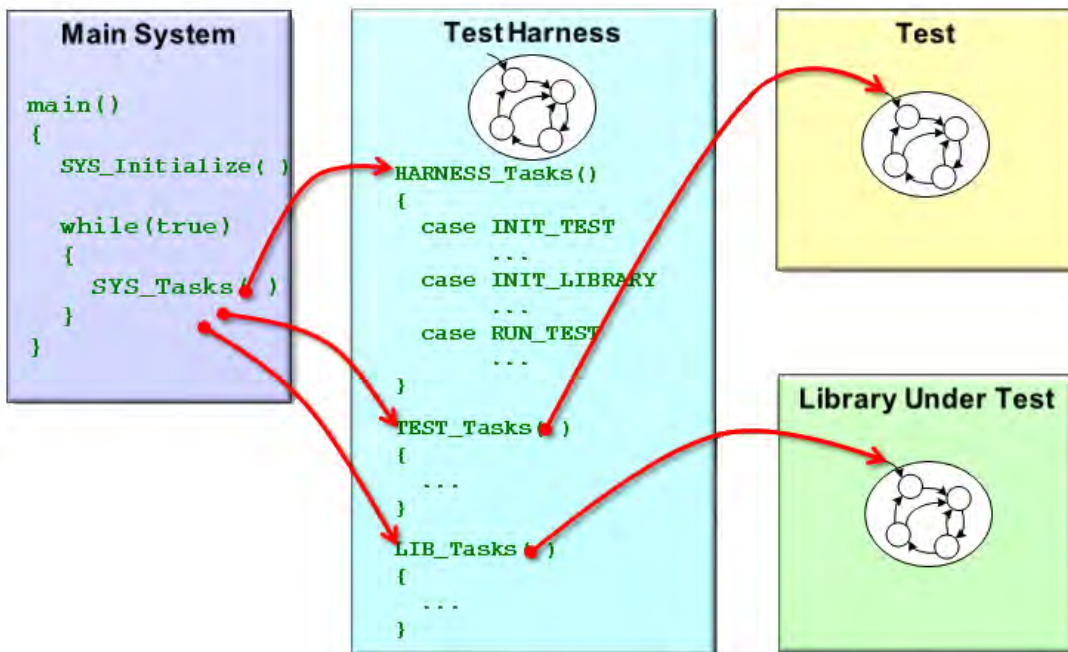 Main System
main()
{
SYS_Initialize( )
while(true)
{
SYS_Tasks( )
}
}
Test Harness
HARNESS_Tasks()
{
case INIT_TEST
...
case INIT_LIBRARY
...
case RUN_TEST
...
}
TEST_Tasks( )
{
...
}
LIB_Tasks( )
{
...
}
Test
Library Under Test